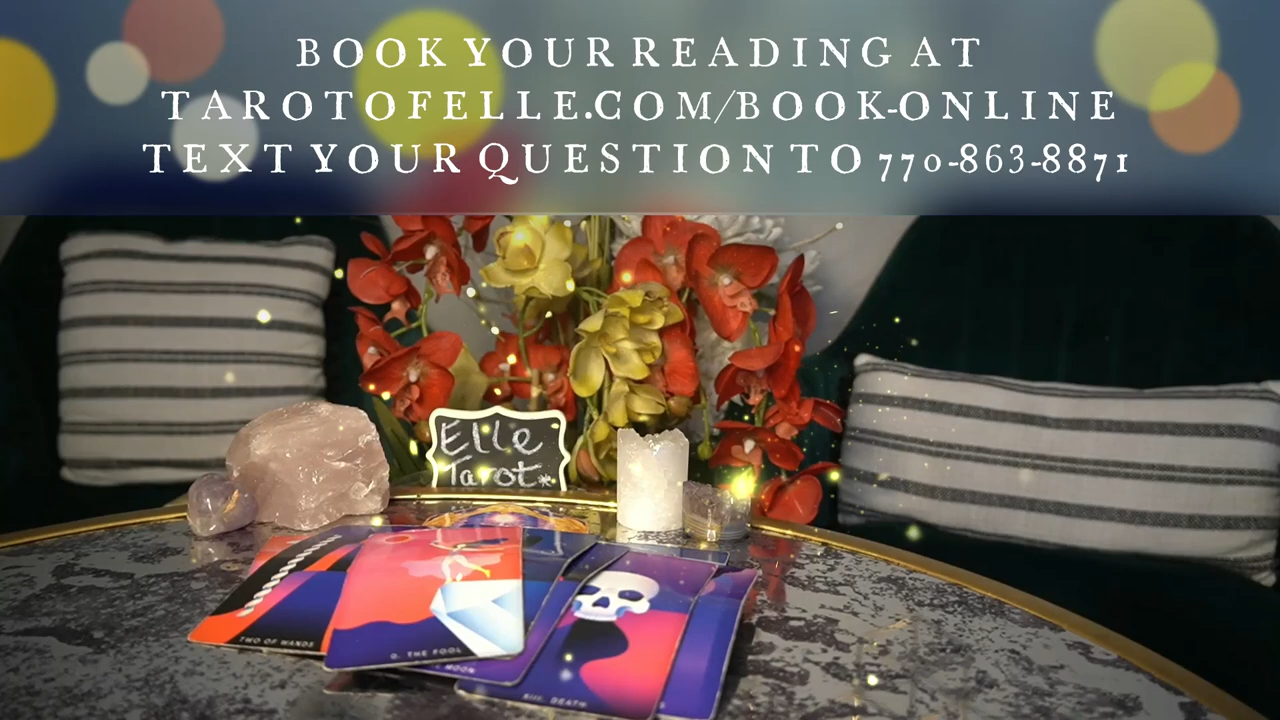 BOOK YOUR READING AT
TAROTOFELLE.COM/BOOK-ONLINE
TEXT YOUR QUESTION TO 770-863-8871
Elle
Tarot*
TWO OF WANDS
0. THE FOOL
MOON
XIII. DEATH